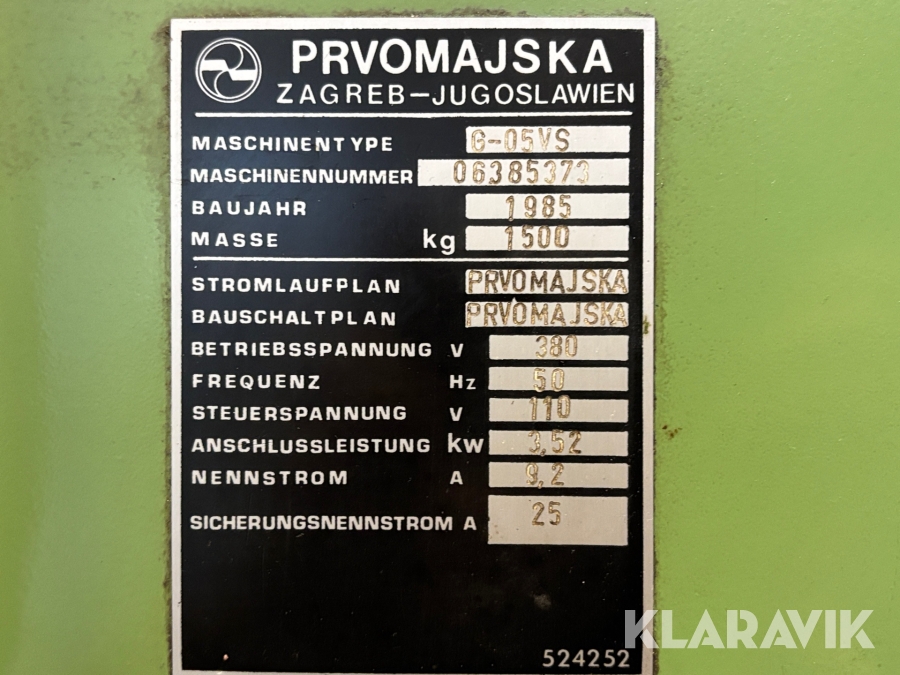 PRVOMAJSKA
ZAGREB–JUGOSLAWIEN
MASCHINENTYPE G-05VS
MASCHINENNUMMER 06385373
BAUJAHR 1985
MASSE kg 1500
STROMLAUFPLAN PRVOMAJSKA
BAUSCHALTPLAN PRVOMAJSKA
BETRIEBSSPANNUNG V 380
FREQUENZ Hz 50
STEUERSPANNUNG V 110
ANSCHLUSSLEISTUNG kw 3,52
NENNSTROM A 9,2
SICHERUNGSNENNSTROM A 25
524252
KLARAVIK